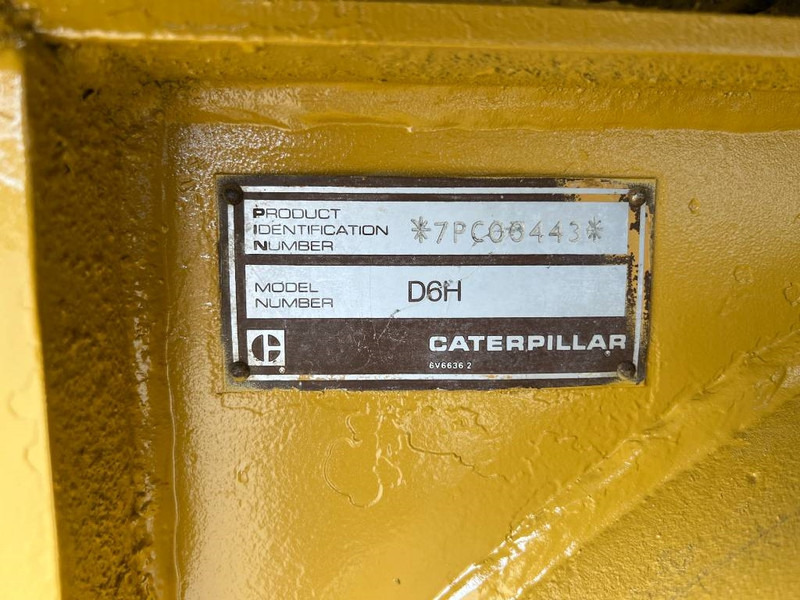 PRODUCT
IDENTIFICATION
NUMBER
*7PC00443*
MODEL
NUMBER
D6H
C
CATERPILLAR
6V6636 2